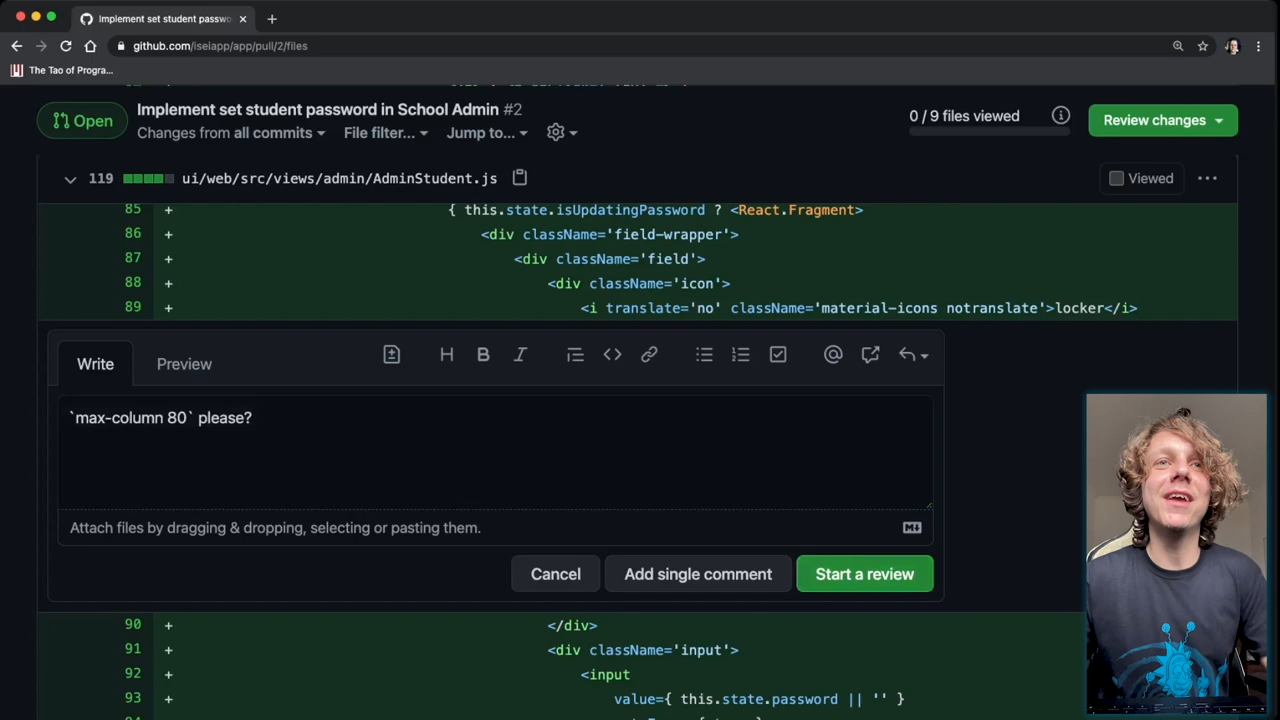 Implement set student passwo
github.com/iseiapp/app/pull/2/files
The Tao of Progra...
Open
Implement set student password in School Admin #2
0 / 9 files viewed
Review changes
Changes from all commits
File filter...
Jump to...
119
ui/web/src/views/admin/AdminStudent.js
Viewed
85 + { this.state.isUpdatingPassword ? <React.Fragment>
86 + <div className='field-wrapper'>
87 + <div className='field'>
88 + <div className='icon'>
89 + <i translate='no' className='material-icons notranslate'>locker</i>
Write
Preview
`max-column 80` please?
Attach files by dragging & dropping, selecting or pasting them.
Cancel
Add single comment
Start a review
90 + </div>
91 + <div className='input'>
92 + <input
93 + value={ this.state.password || '' }